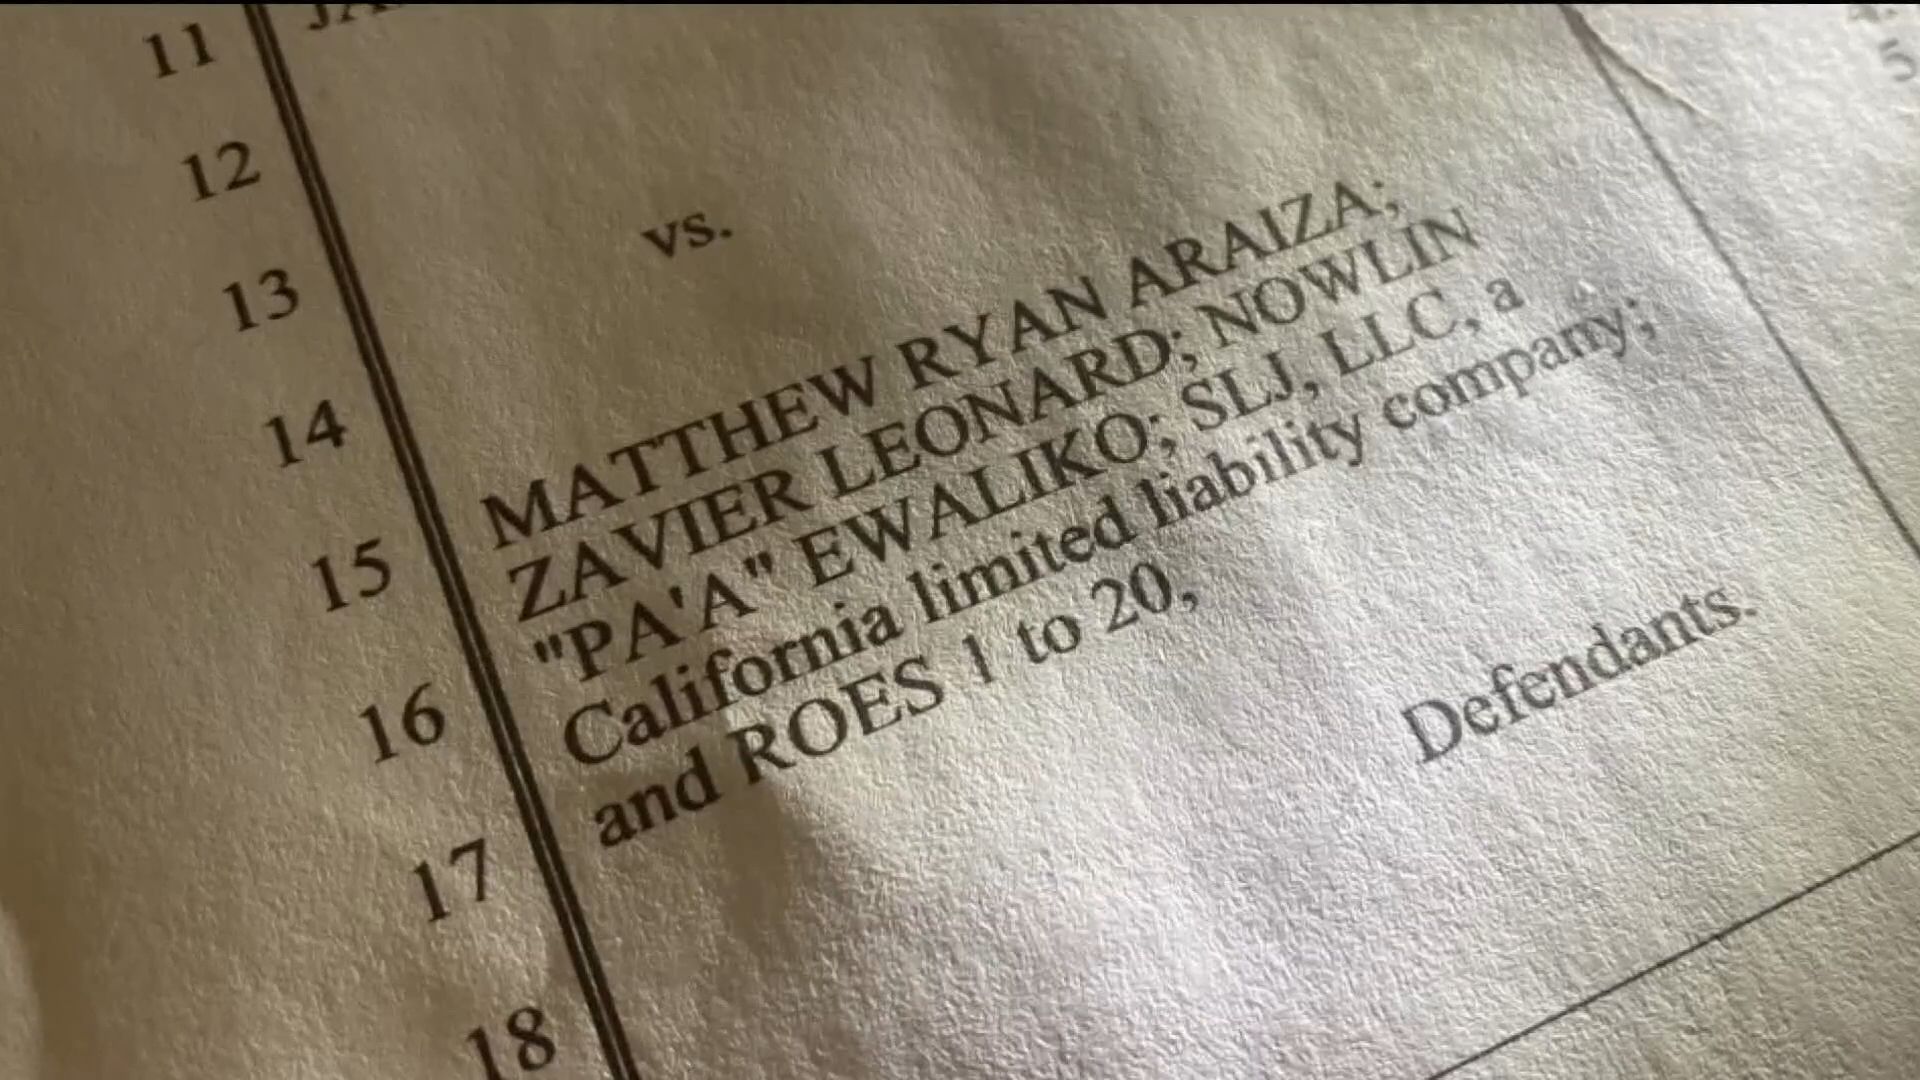 11
12
vs.
13
14
MATTHEW RYAN ARAIZA;
ZAVIER LEONARD; NOWLIN
15
"PA'A" EWALIKO; SLJ, LLC, a
California limited liability company;
16
and ROES 1 to 20,
Defendants.
17
18
5